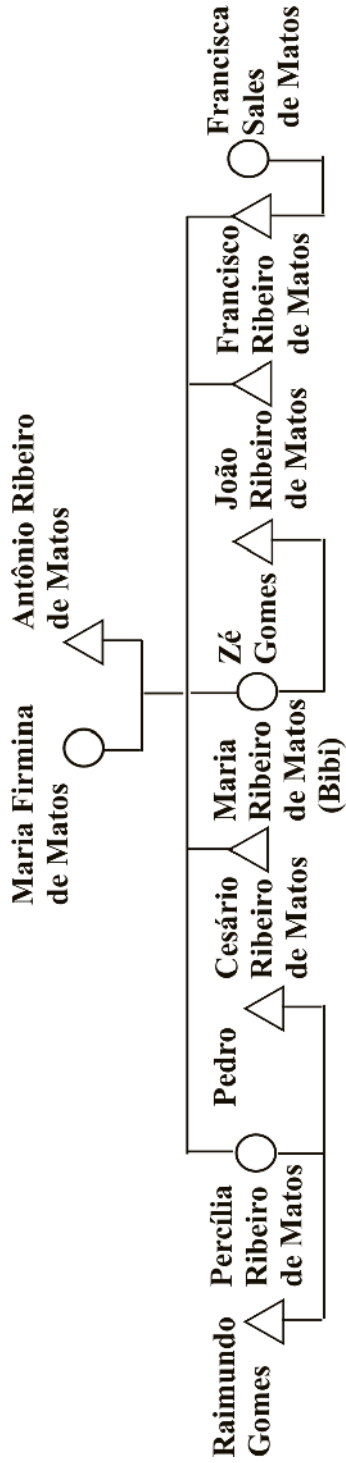 Maria Firmina
de Matos
Antônio Ribeiro
de Matos
Raimundo
Gomes
Percília
Ribeiro
de Matos
Pedro
Cesário
Ribeiro
de Matos
Maria
Ribeiro
de Matos
(Bibi)
Zé
Gomes
João
Ribeiro
de Matos
Francisco
Ribeiro
de Matos
Francisca
Sales
de Matos